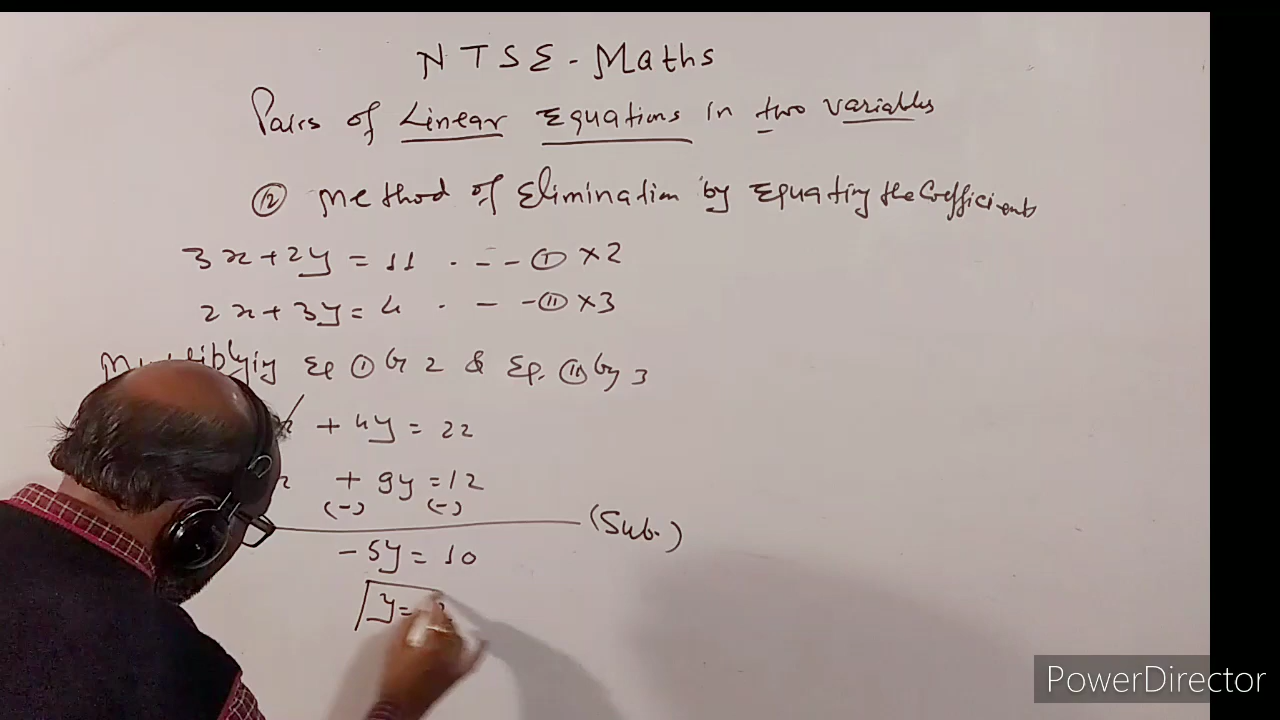 NTSE - Maths
Pairs of Linear Equations in two variables
② Method of Elimination by Equating the Coefficients
3x + 2y = 11 . - - - ① × 2
2x + 3y = 4 . - - ⑪ × 3
Eq ① by 2 & Eq. ⑪ by 3
x + 4y = 22
x + 9y = 12
(-) (-)
(Sub.)
- 5y = 10
y =
PowerDirector